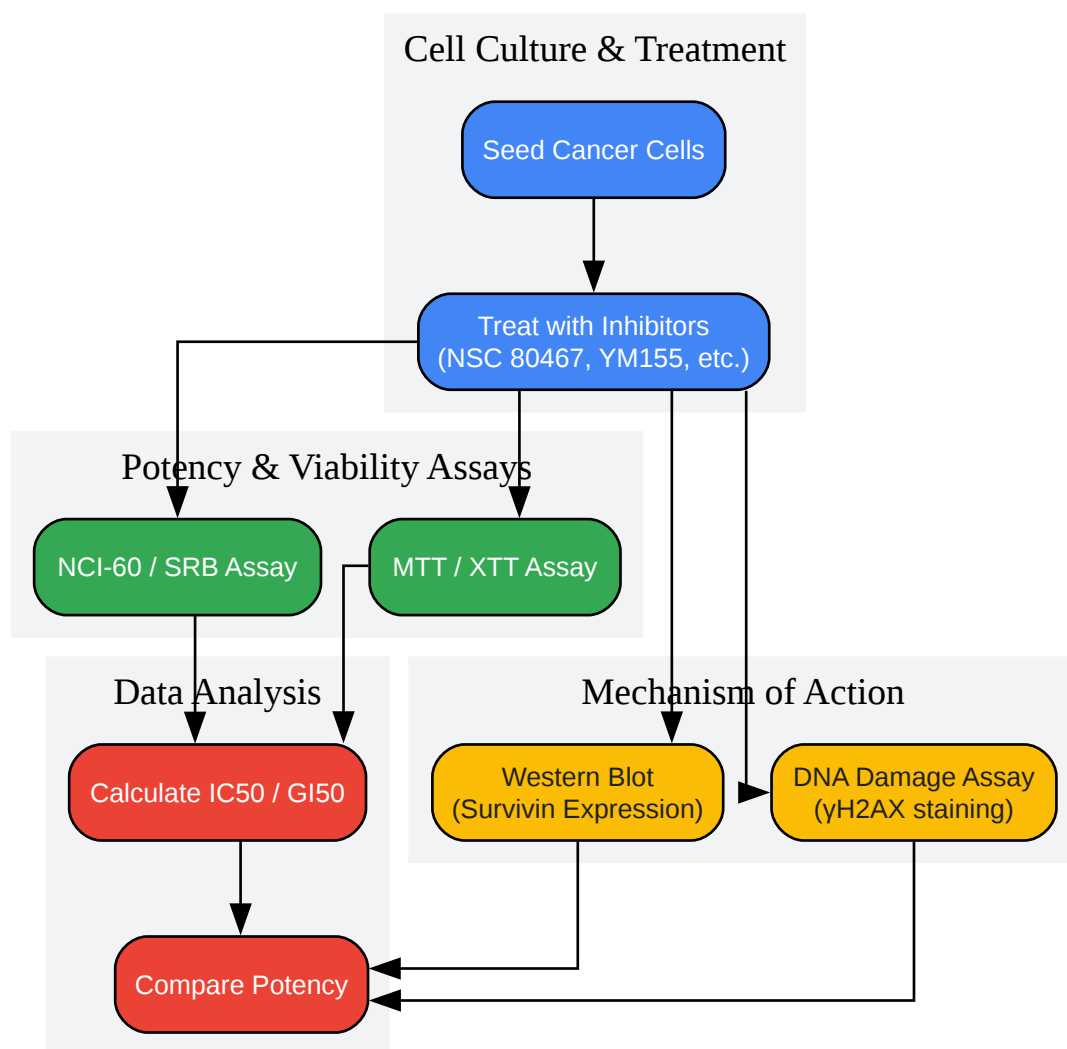 Cell Culture & Treatment
Seed Cancer Cells
Treat with Inhibitors
(NSC 80467, YM155, etc.)
Potency & Viability Assays
NCI-60 / SRB Assay
MTT / XTT Assay
Data Analysis
Mechanism of Action
Calculate IC50 / GI50
Western Blot
(Survivin Expression)
DNA Damage Assay
(γH2AX staining)
Compare Potency